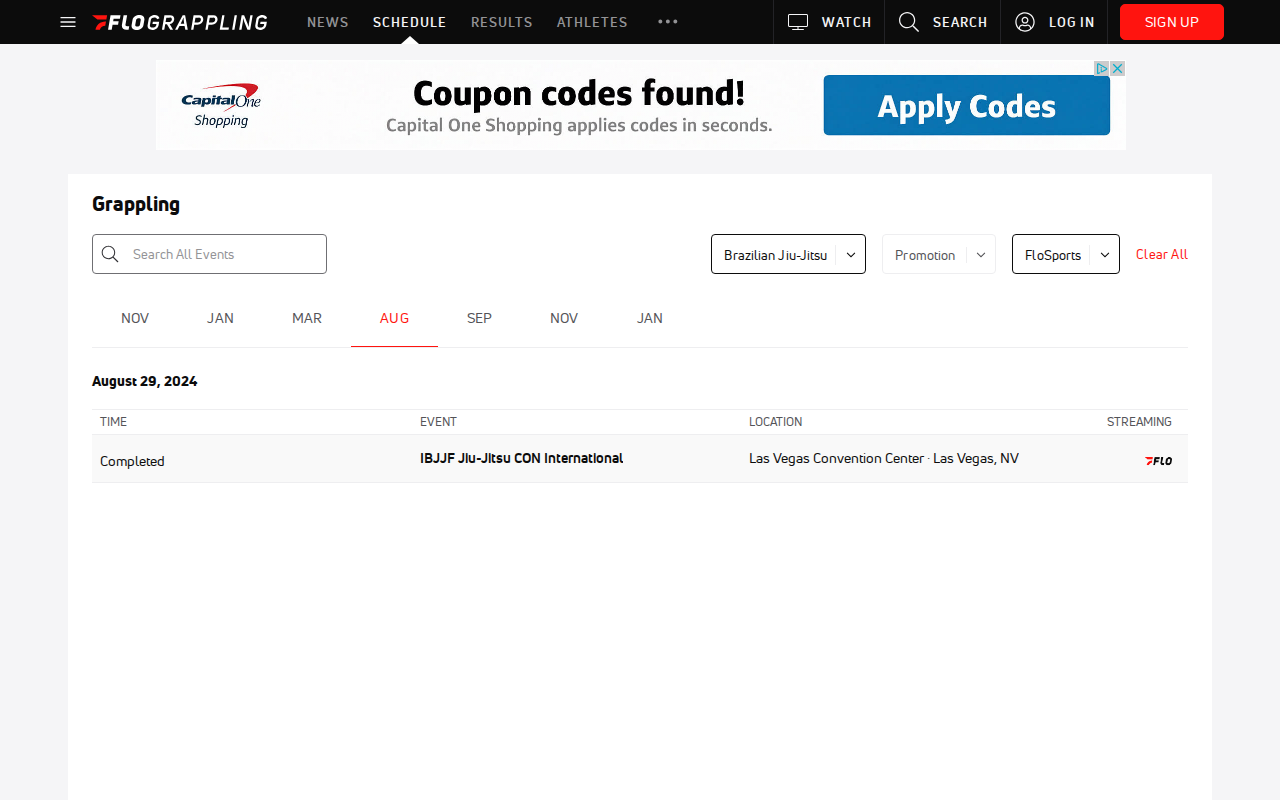 FLOGRAPPLING NEWS SCHEDULE RESULTS ATHLETES ••• WATCH SEARCH LOG IN SIGN UP
Capital One Shopping
Coupon codes found!
Capital One Shopping applies codes in seconds.
Apply Codes
Grappling
Search All Events
Brazilian Jiu-Jitsu Promotion FloSports Clear All
NOV JAN MAR AUG SEP NOV JAN
August 29, 2024
TIME EVENT LOCATION STREAMING
Completed IBJJF Jiu-Jitsu CON International Las Vegas Convention Center · Las Vegas, NV FLO